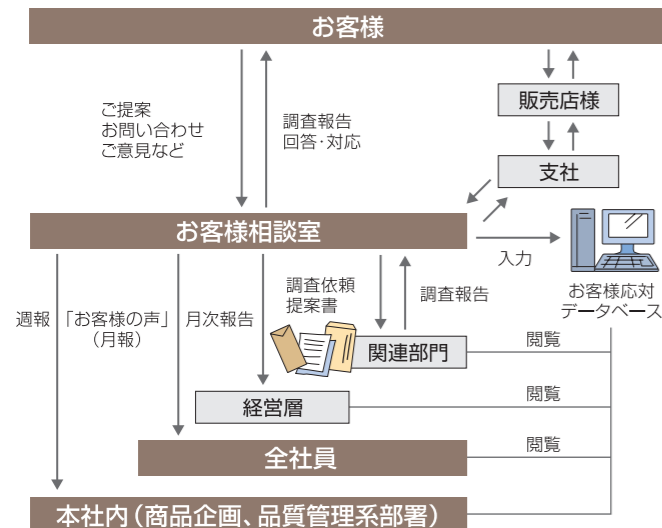 お客様
ご提案
お問い合わせ
ご意見など
調査報告
回答・対応
販売店様
支社
お客様相談室
入力
お客様応対
データベース
週報
「お客様の声」
（月報）
月次報告
調査依頼
提案書
調査報告
関連部門
閲覧
経営層
閲覧
全社員
閲覧
本社内（商品企画、品質管理系部署）